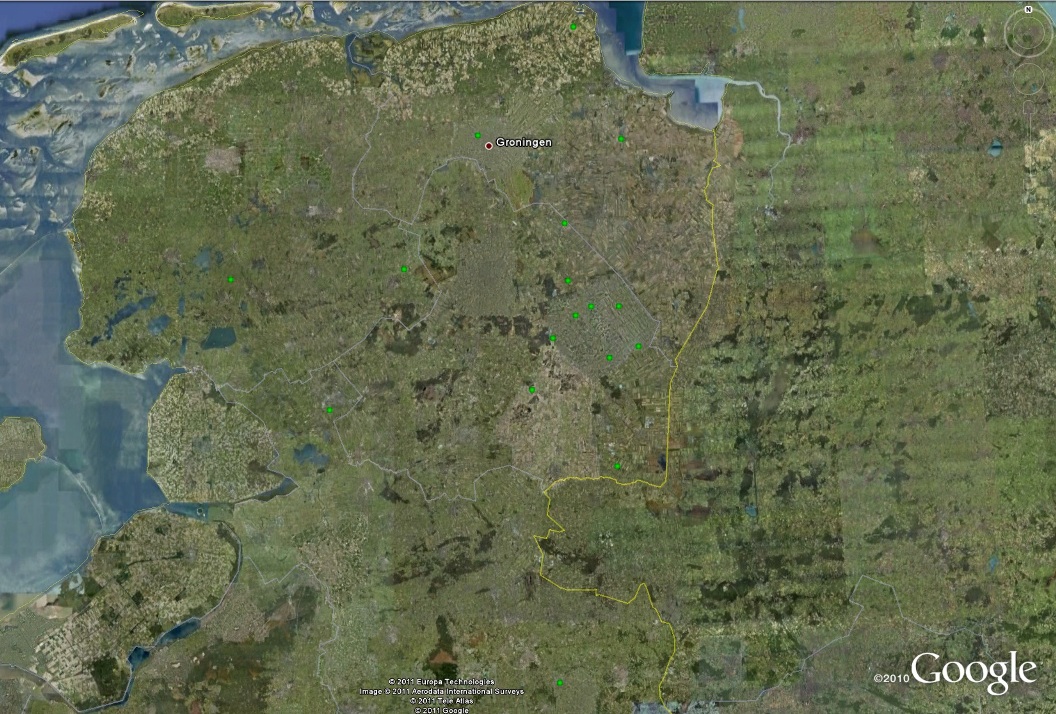 N
Groningen
© 2011 Europa Technologies
Image © 2011 Aerodata International Surveys
© 2011 Tele Atlas
© 2011 Google
©2010 Google